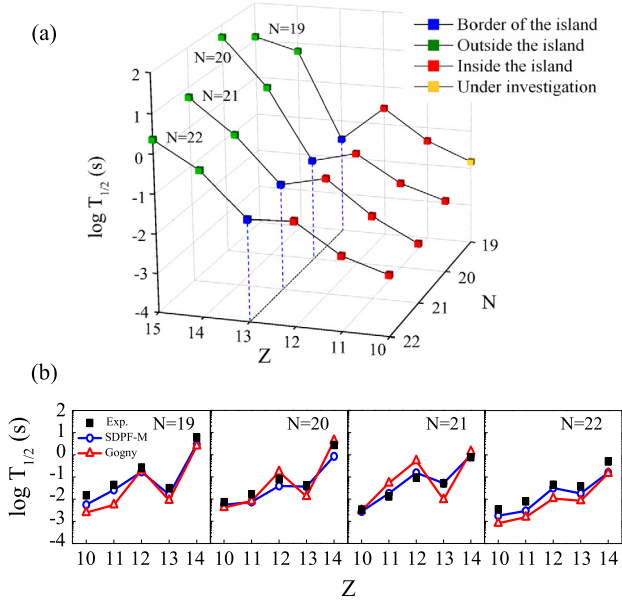 (a)
Border of the island
Outside the island
Inside the island
Under investigation
N=19
N=20
N=21
N=22
log T1/2 (s)
2
1
0
-1
-2
-3
-4
15
14
13
12
11
10
Z
19
20
21
22
N
(b)
log T1/2 (s)
2
1
0
-1
-2
-3
-4
Exp.
SDPF-M
Gogny
N=19
N=20
N=21
N=22
10 11 12 13 14
10 11 12 13 14
10 11 12 13 14
10 11 12 13 14
Z